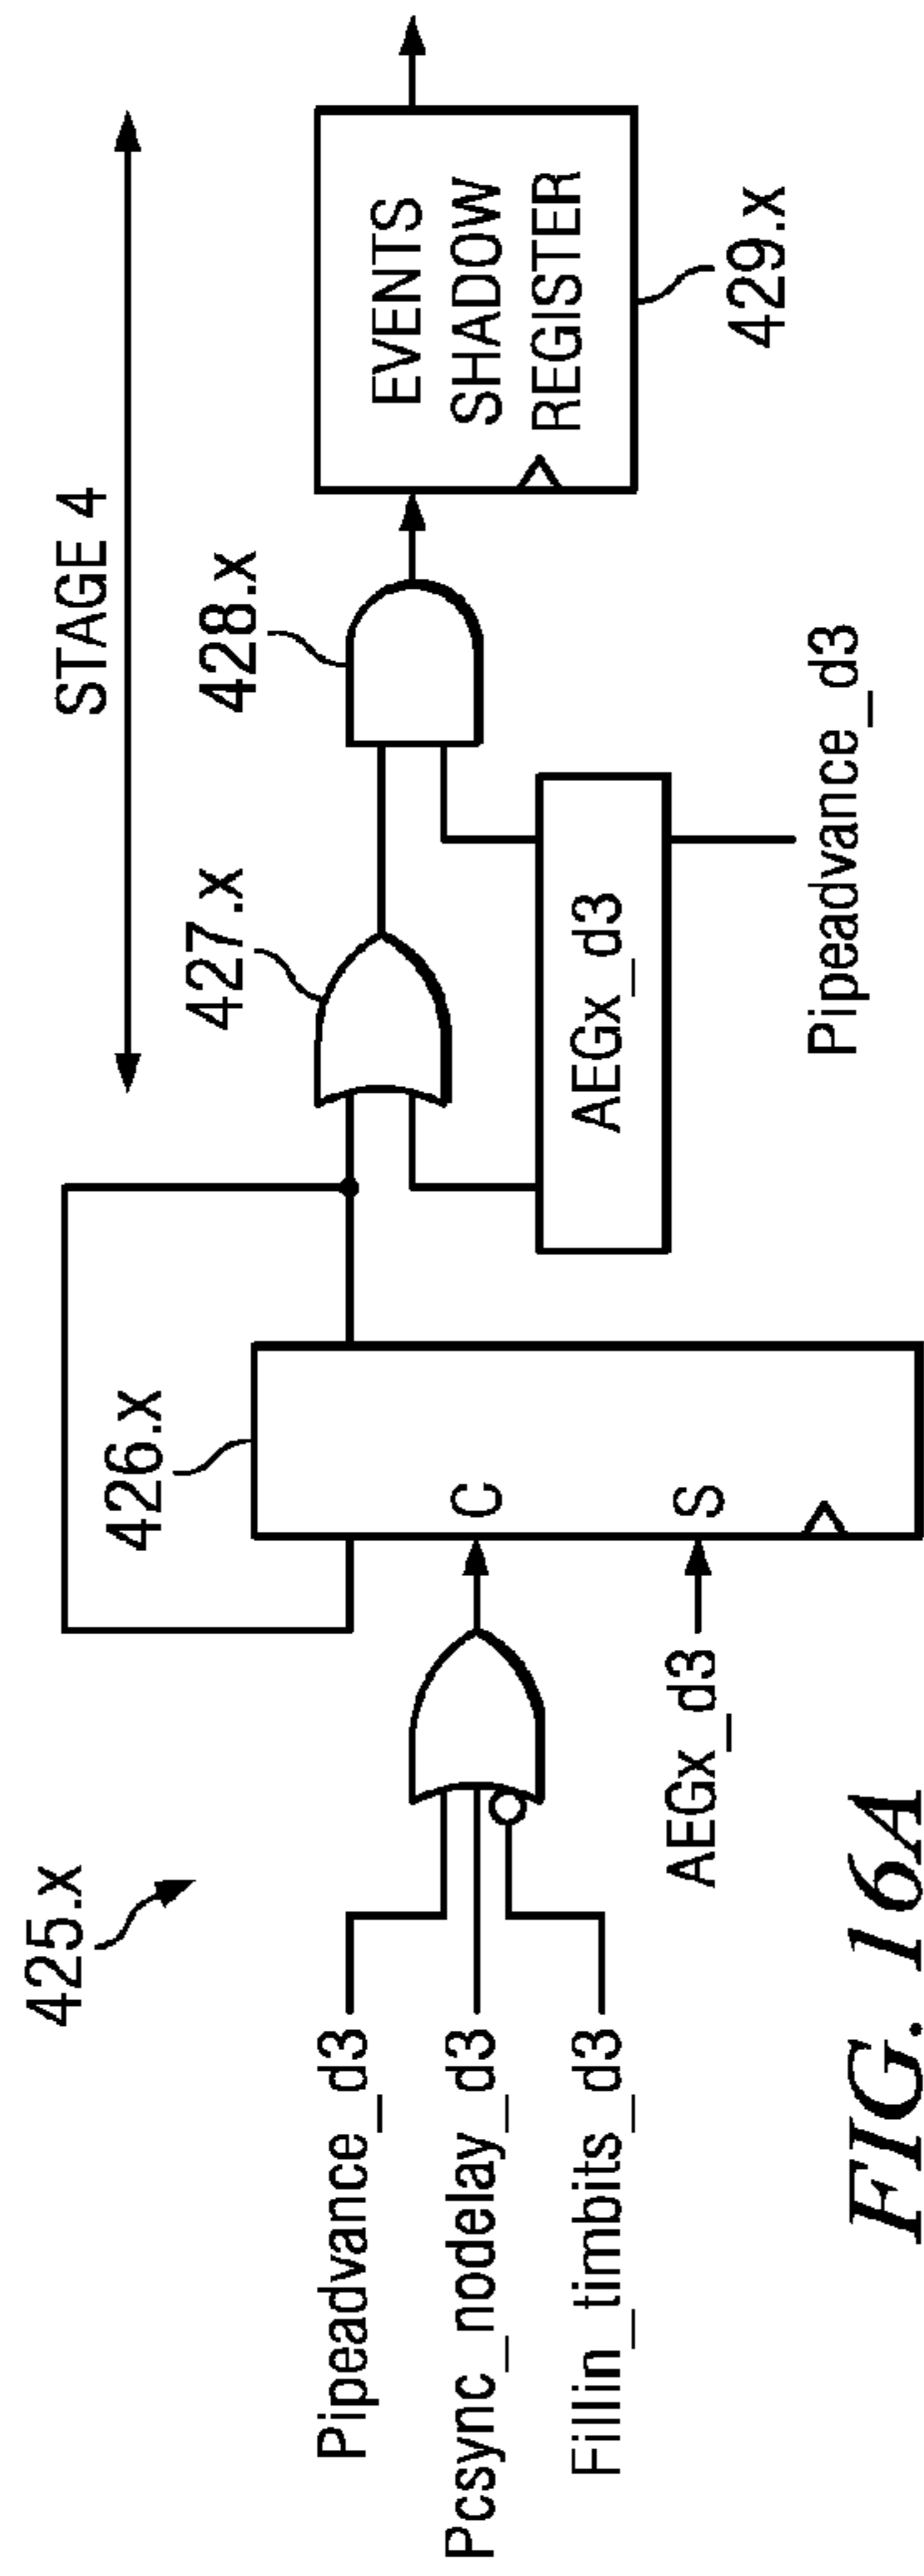 STAGE 4
425.x
426.x
427.x
428.x
EVENTS
SHADOW
REGISTER
429.x
Pipeadvance_d3
Pcsync_nodelay_d3
Fillin_timbits_d3
C
S
AEGx_d3
AEGx_d3
Pipeadvance_d3
FIG. 16A